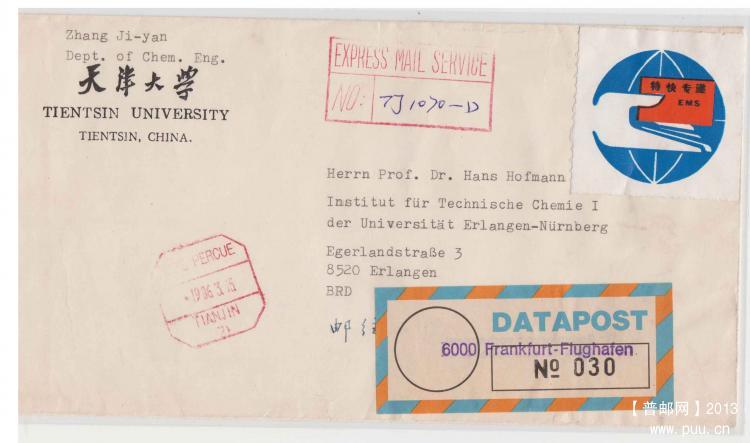 Zhang Ji-yan
Dept. of Chem. Eng.
天津大学
TIENTSIN UNIVERSITY
TIENTSIN, CHINA.
EXPRESS MAIL SERVICE
NO: TJ1070-D
特快专递
EMS
Herrn Prof. Dr. Hans Hofmann
Institut für Technische Chemie I
der Universität Erlangen-Nürnberg
Egerlandstraße 3
8520 Erlangen
BRD
PERCUE
TIANJIN
邮
DATAPOST
6000 Frankfurt-Flughafen
Nº 030
【普邮网】2013
www.puu.cn